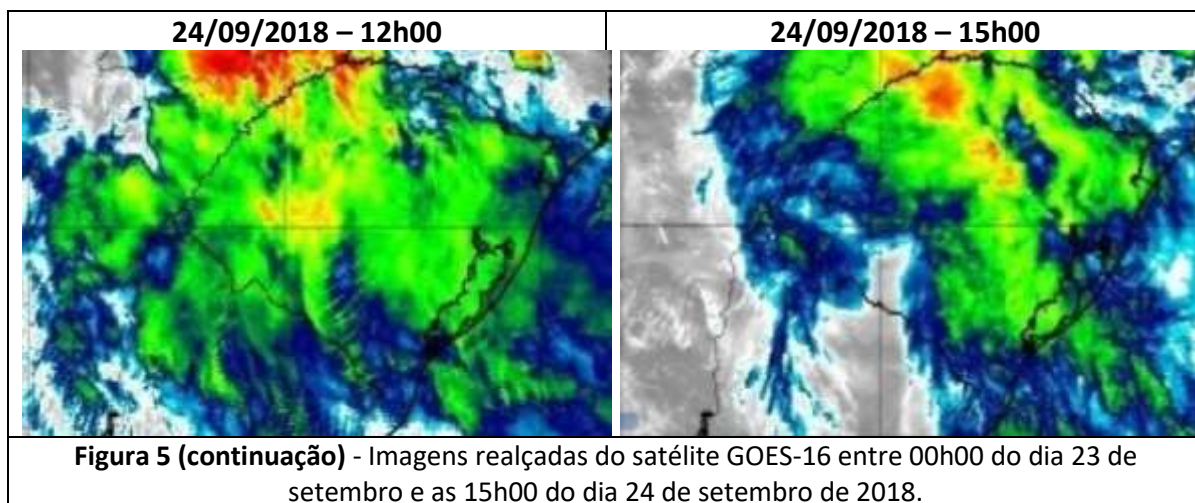 24/09/2018 – 12h00
24/09/2018 – 15h00
Figura 5 (continuação) - Imagens realçadas do satélite GOES-16 entre 00h00 do dia 23 de
setembro e as 15h00 do dia 24 de setembro de 2018.